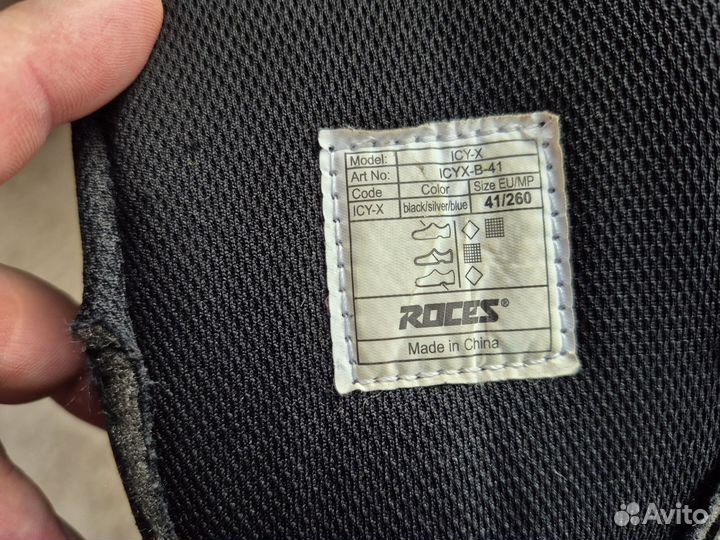 Model: ICY-X
Art No: ICYX-B-41
Code Color Size EU/MP
ICY-X black/silver/blue 41/260
ROCES®
Made in China
Avito